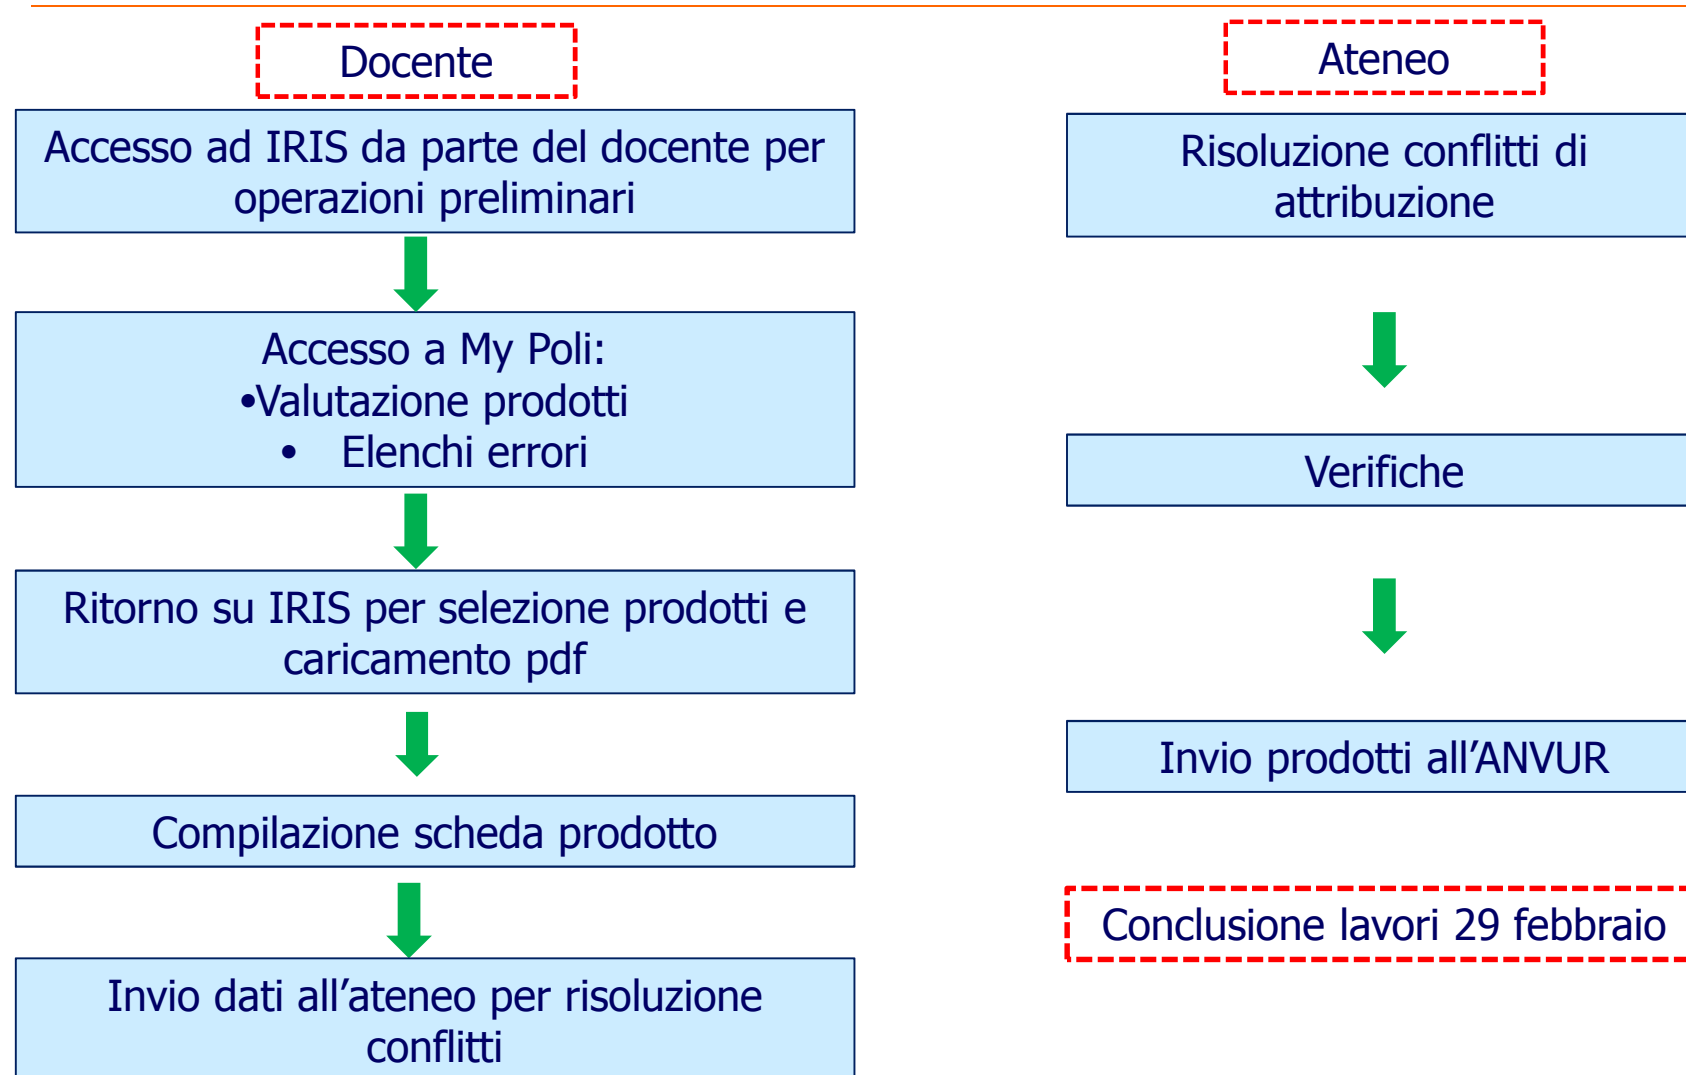 Docente
Accesso ad IRIS da parte del docente per
operazioni preliminari
Accesso a My Poli:
•Valutazione prodotti
• Elenchi errori
Ritorno su IRIS per selezione prodotti e
caricamento pdf
Compilazione scheda prodotto
Invio dati all’ateneo per risoluzione
conflitti
Ateneo
Risoluzione conflitti di
attribuzione
Verifiche
Invio prodotti all’ANVUR
Conclusione lavori 29 febbraio